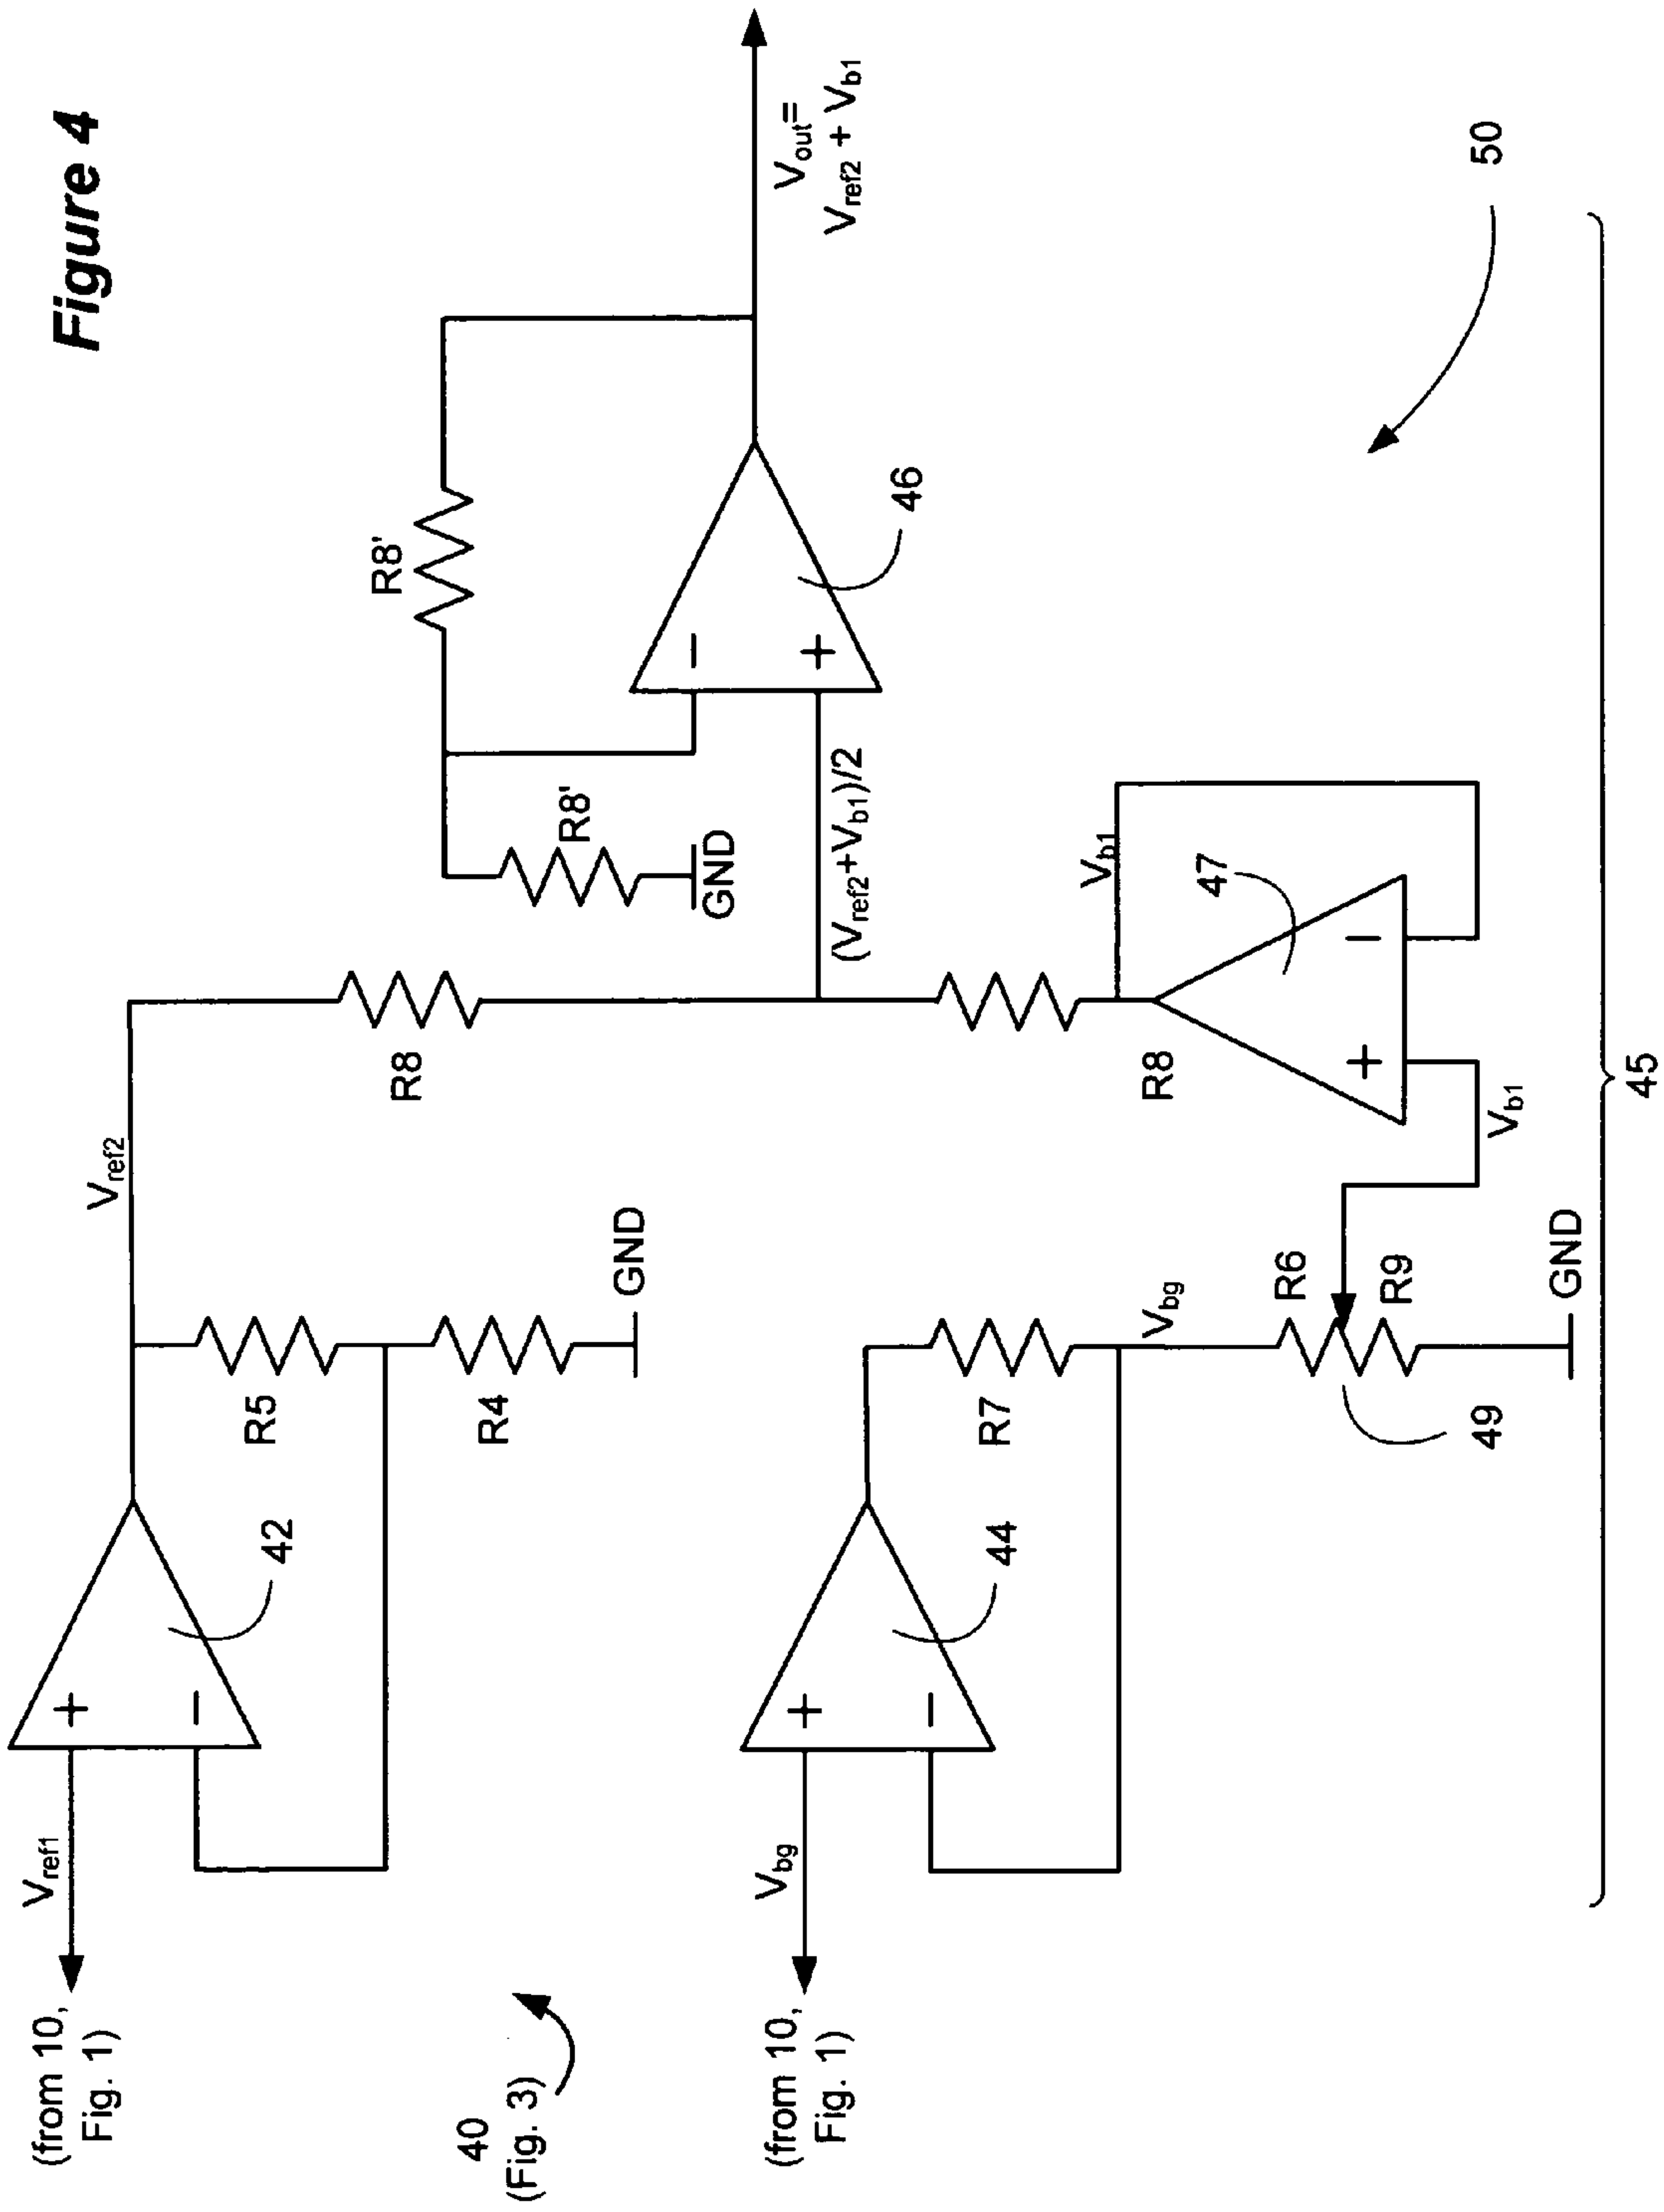 Figure 4
(from 10,
Fig. 1)
Vref1
+
−
42
Vref2
R5
R4
GND
R8
R8'
R8'
GND
−
+
46
Vout=
Vref2 + Vb1
(Vref2+Vb1)/2
40
(Fig. 3)
(from 10,
Fig. 1)
Vbg
+
−
44
R7
Vbg
R6
R9
49
GND
Vb1
R8
+
−
47
Vb1
50
45